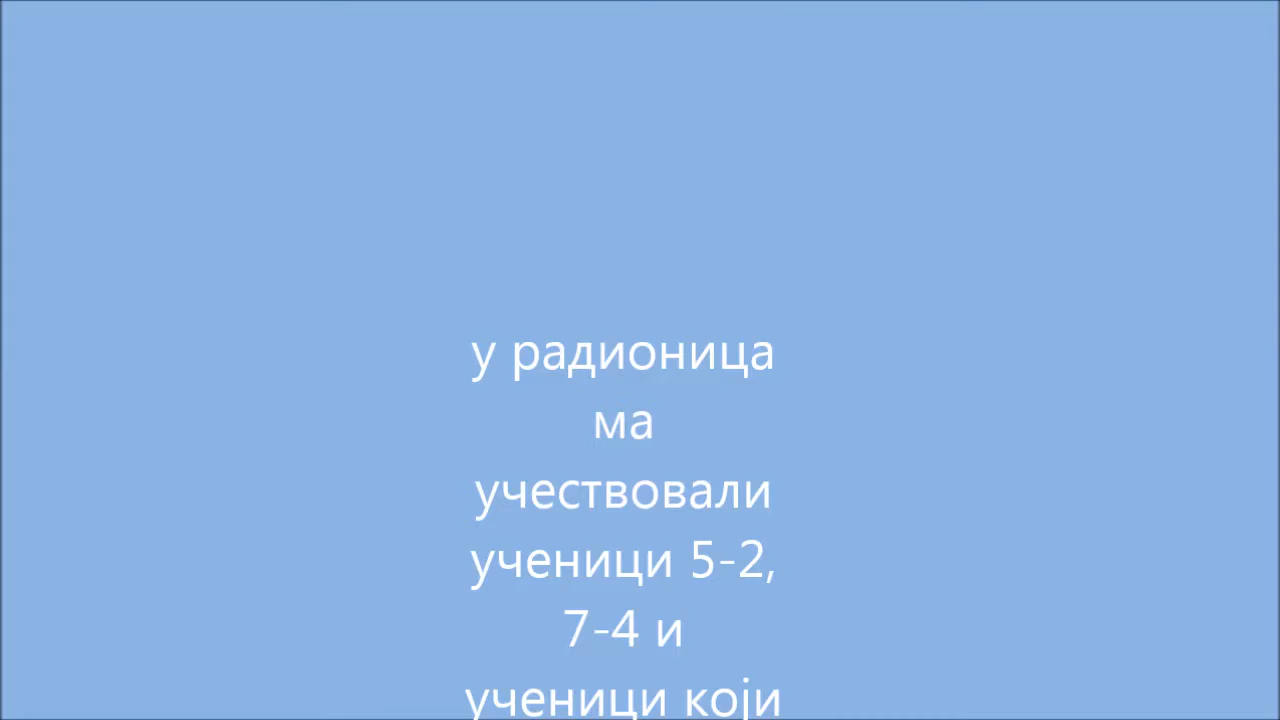 у радионица
ма
учествовали
ученици 5-2,
7-4 и
ученици који